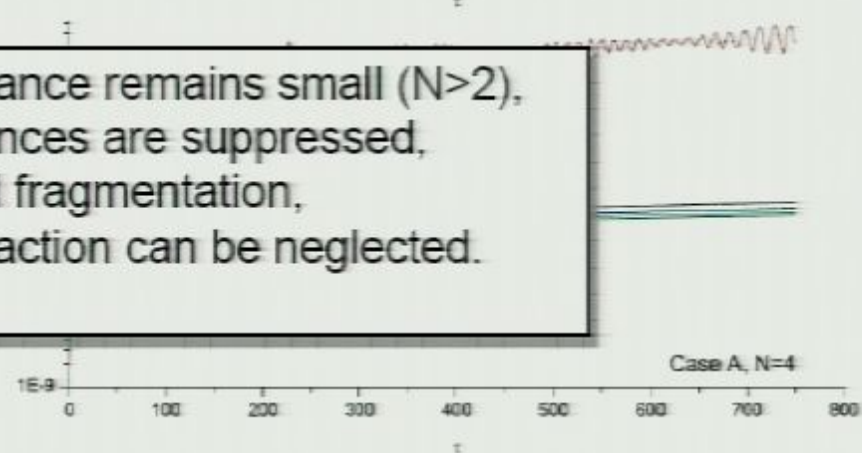 ance remains small (N>2),
nces are suppressed,
t fragmentation,
action can be neglected.
Case A, N=4
1E-9
0 100 200 300 400 500 600 700 800
τ